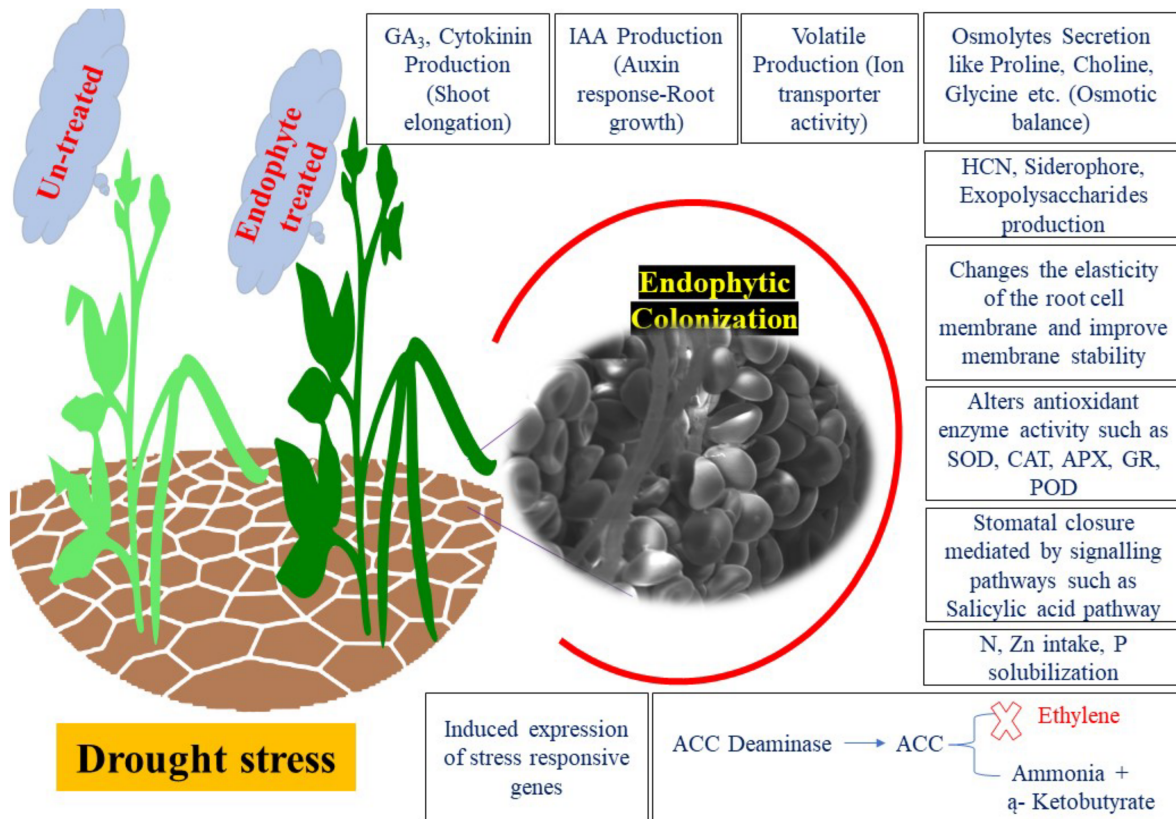 Un-treated
Endophyte
treated
GA₃, Cytokinin
Production
(Shoot
elongation)
IAA Production
(Auxin
response-Root
growth)
Volatile
Production (Ion
transporter
activity)
Osmolytes Secretion
like Proline, Choline,
Glycine etc. (Osmotic
balance)
HCN, Siderophore,
Exopolysaccharides
production
Changes the elasticity
of the root cell
membrane and improve
membrane stability
Alters antioxidant
enzyme activity such as
SOD, CAT, APX, GR,
POD
Stomatal closure
mediated by signalling
pathways such as
Salicylic acid pathway
N, Zn intake, P
solubilization
Endophytic
Colonization
Drought stress
Induced expression
of stress responsive
genes
ACC Deaminase
ACC
Ethylene
Ammonia +
ą- Ketobutyrate